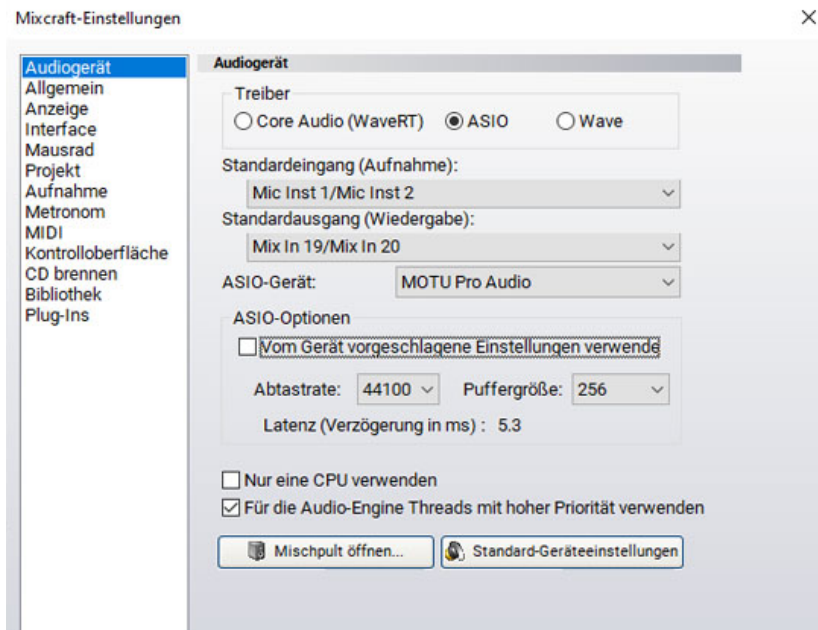 Mixcraft-Einstellungen
Audiogerät
Allgemein
Anzeige
Interface
Mausrad
Projekt
Aufnahme
Metronom
MIDI
Kontrolloberfläche
CD brennen
Bibliothek
Plug-Ins
Audiogerät
Treiber
Core Audio (WaveRT) ASIO Wave
Standardeingang (Aufnahme):
Mic Inst 1/Mic Inst 2
Standardausgang (Wiedergabe):
Mix In 19/Mix In 20
ASIO-Gerät: MOTU Pro Audio
ASIO-Optionen
Vom Gerät vorgeschlagene Einstellungen verwende
Abtastrate: 44100 Puffergröße: 256
Latenz (Verzögerung in ms) : 5.3
Nur eine CPU verwenden
Für die Audio-Engine Threads mit hoher Priorität verwenden
Mischpult öffnen... Standard-Geräteeinstellungen